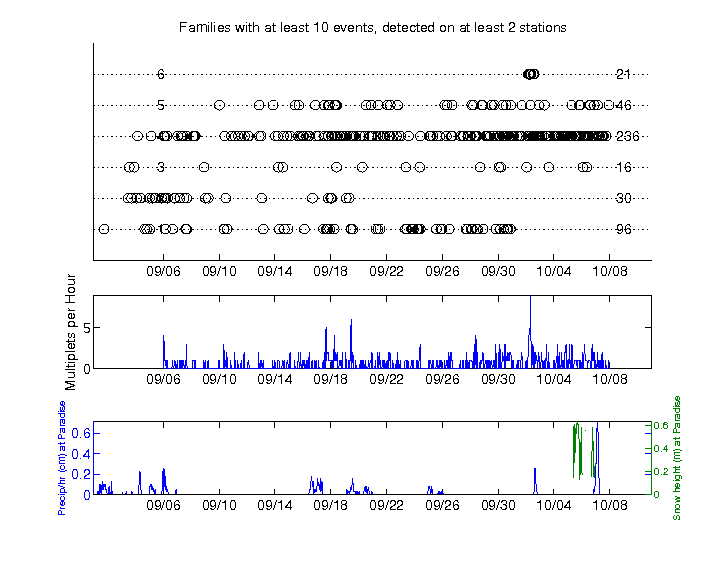 Families with at least 10 events, detected on at least 2 stations
6 21
5 46
236
3 16
30
1 96
09/06 09/10 09/14 09/18 09/22 09/26 09/30 10/04 10/08
Multiplets per Hour
5
0
09/06 09/10 09/14 09/18 09/22 09/26 09/30 10/04 10/08
Precip/hr (cm) at Paradise
0.6
0.4
0.2
0
Snow height (m) at Paradise
0.6
0.4
0.2
0
09/06 09/10 09/14 09/18 09/22 09/26 09/30 10/04 10/08